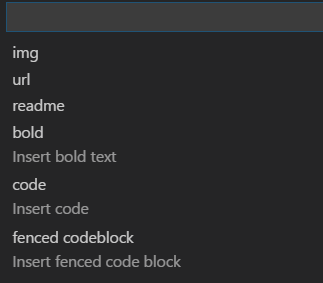 img
url
readme
bold
Insert bold text
code
Insert code
fenced codeblock
Insert fenced code block